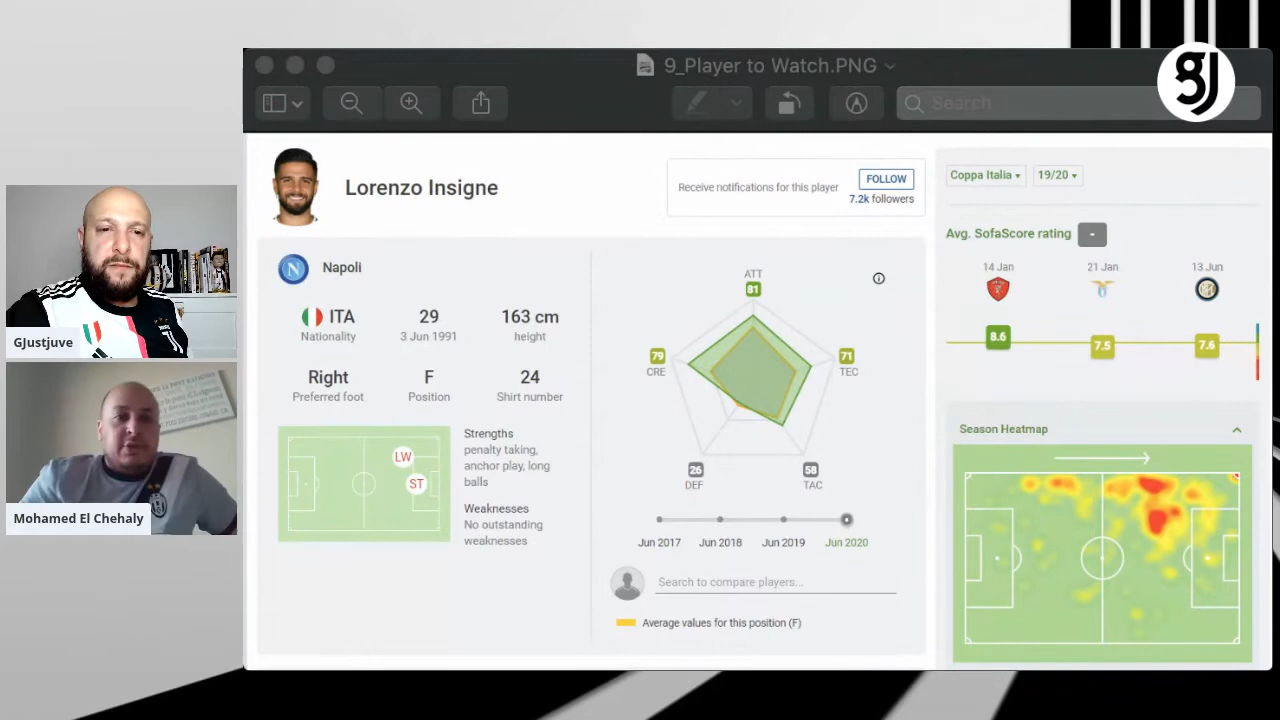 9_Player to Watch.PNG
Search
gJ
Lorenzo Insigne
Receive notifications for this player
FOLLOW
7.2k followers
Coppa Italia
19/20
Avg. SofaScore rating
-
14 Jan
21 Jan
13 Jun
8.6
7.5
7.6
N
Napoli
ITA
Nationality
29
3 Jun 1991
163 cm
height
Right
Preferred foot
F
Position
24
Shirt number
LW
ST
Strengths
penalty taking,
anchor play, long
balls
Weaknesses
No outstanding
weaknesses
ATT
81
79
CRE
71
TEC
26
DEF
58
TAC
Jun 2017
Jun 2018
Jun 2019
Jun 2020
Search to compare players...
Average values for this position (F)
Season Heatmap
GJustjuve
Mohamed El Chehaly